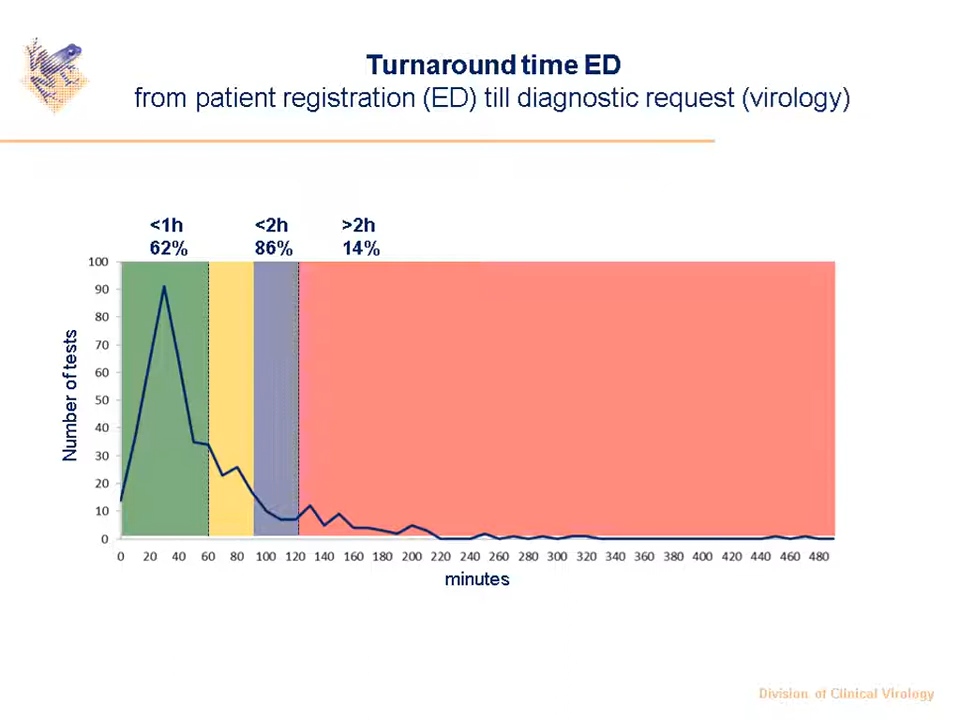 Turnaround time ED
from patient registration (ED) till diagnostic request (virology)
<1h <2h >2h
62% 86% 14%
100
90
80
70
60
50
40
30
20
10
0
Number of tests
0 20 40 60 80 100 120 140 160 180 200 220 240 260 280 300 320 340 360 380 400 420 440 460 480
minutes
Division of Clinical Virology